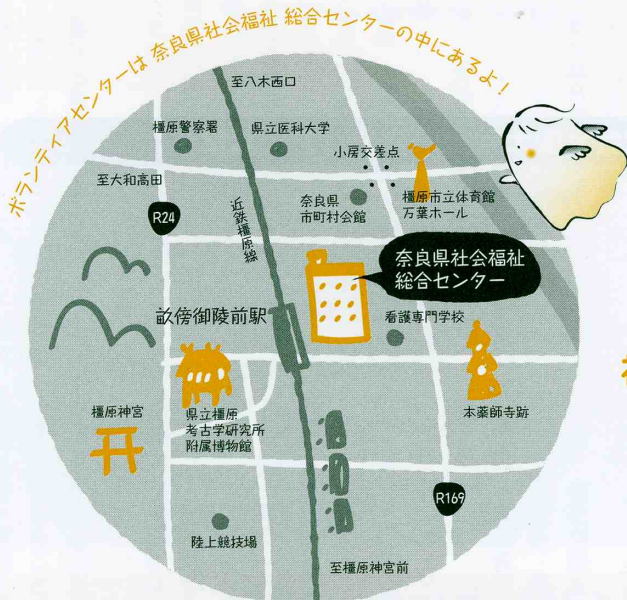 ボランティアセンターは 奈良県社会福祉 総合センターの中にあるよ!
至八木西口
橿原警察署
県立医科大学
小房交差点
至大和高田
奈良県
市町村会館
橿原市立体育館
万葉ホール
R24
近鉄橿原線
奈良県社会福祉
総合センター
畝傍御陵前駅
看護専門学校
橿原神宮
県立橿原
考古学研究所
附属博物館
本薬師寺跡
R169
陸上競技場
至橿原神宮前